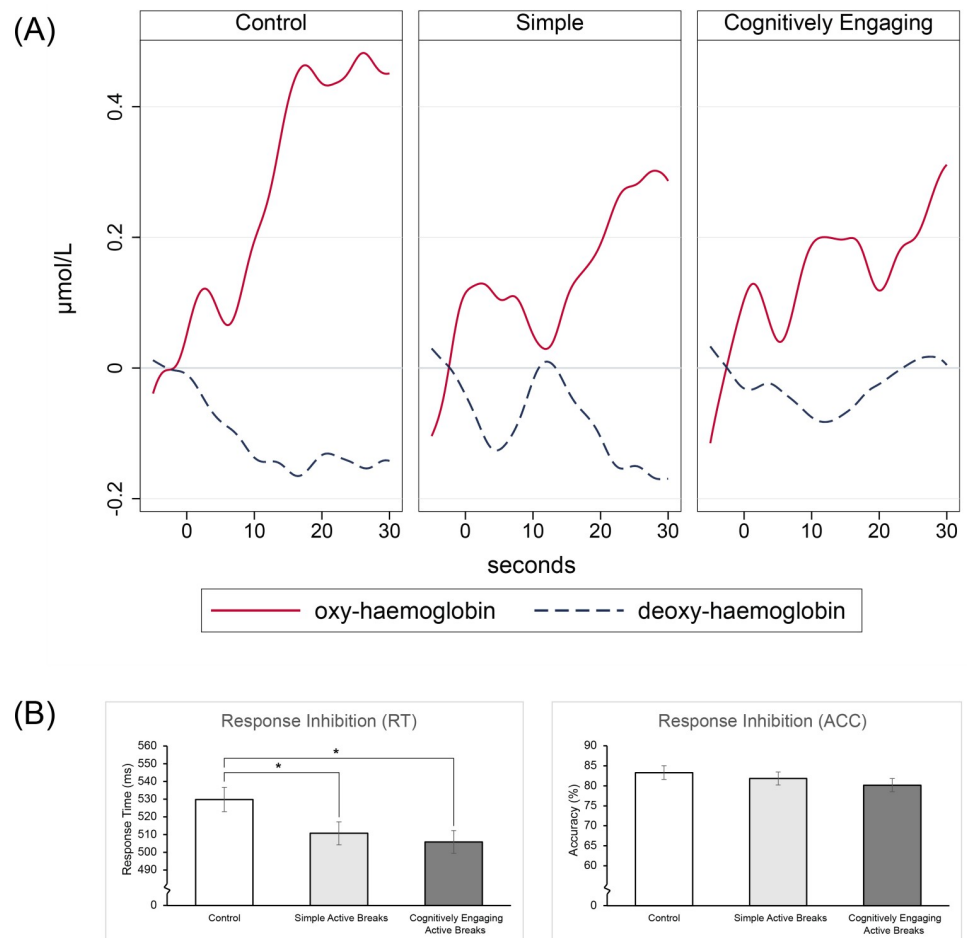 (A)
Control
Simple
Cognitively Engaging
µmol/L
0.4
0.2
0
-0.2
0 10 20 30
0 10 20 30
0 10 20 30
seconds
oxy-haemoglobin
deoxy-haemoglobin
(B)
Response Inhibition (RT)
Response Time (ms)
560
550
540
530
520
510
500
490
0
*
*
Control
Simple Active Breaks
Cognitively Engaging
Active Breaks
Response Inhibition (ACC)
Accuracy (%)
90
85
80
75
70
65
60
0
Control
Simple Active Breaks
Cognitively Engaging
Active Breaks